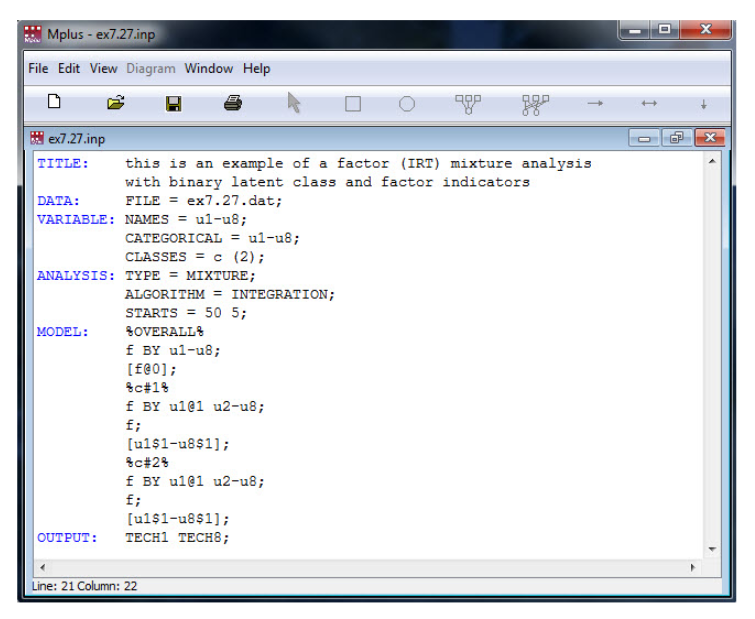 Mplus - ex7.27.inp
File Edit View Diagram Window Help
ex7.27.inp
TITLE: this is an example of a factor (IRT) mixture analysis
with binary latent class and factor indicators
DATA: FILE = ex7.27.dat;
VARIABLE: NAMES = u1-u8;
CATEGORICAL = u1-u8;
CLASSES = c (2);
ANALYSIS: TYPE = MIXTURE;
ALGORITHM = INTEGRATION;
STARTS = 50 5;
MODEL: %OVERALL%
f BY u1-u8;
[f@0];
%c#1%
f BY u1@1 u2-u8;
f;
[u1$1-u8$1];
%c#2%
f BY u1@1 u2-u8;
f;
[u1$1-u8$1];
OUTPUT: TECH1 TECH8;
Line: 21 Column: 22